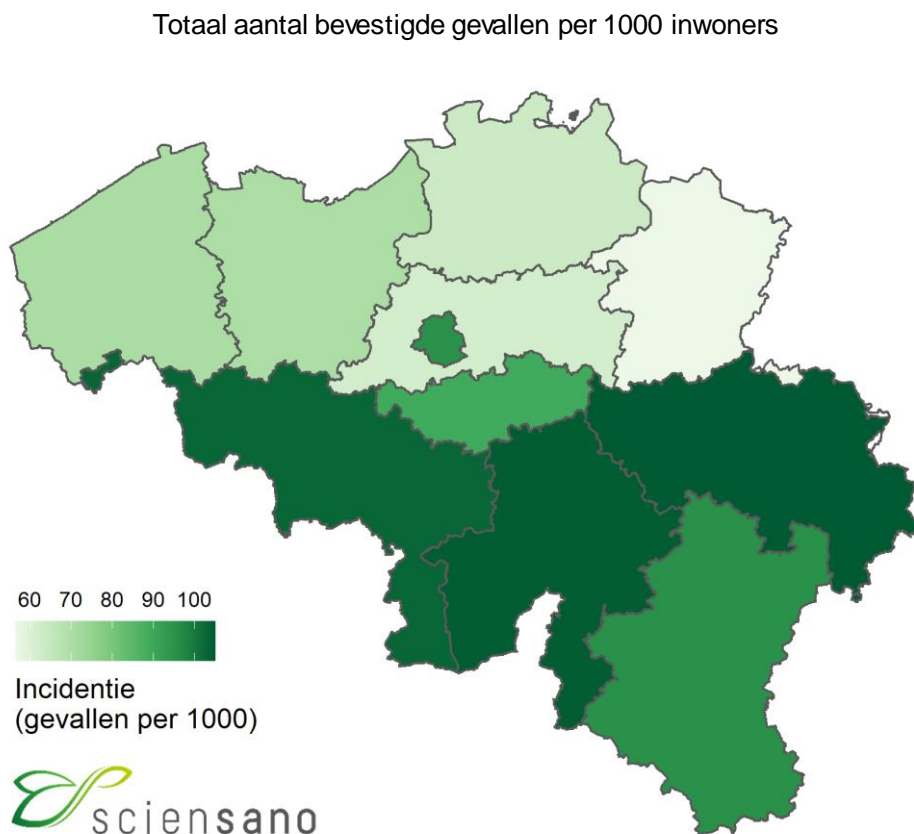 Totaal aantal bevestigde gevallen per 1000 inwoners
60 70 80 90 100
Incidentie
(gevallen per 1000)
sciensano